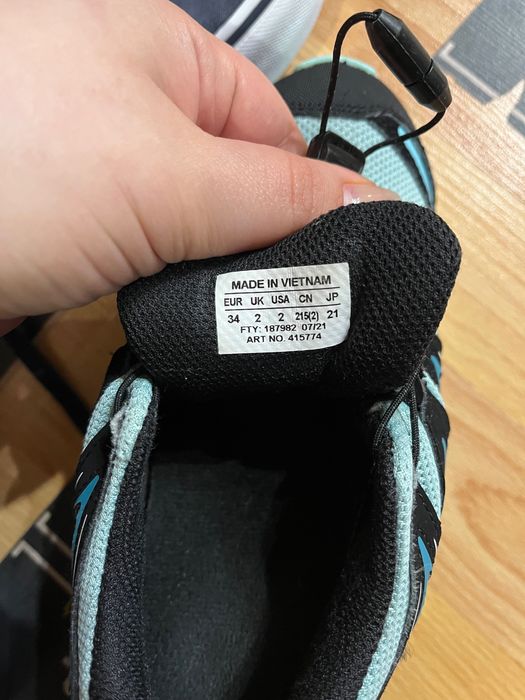 MADE IN VIETNAM
EUR UK USA CN JP
34 2 2 215(2) 21
FTY: 187982 07/21
ART NO. 415774